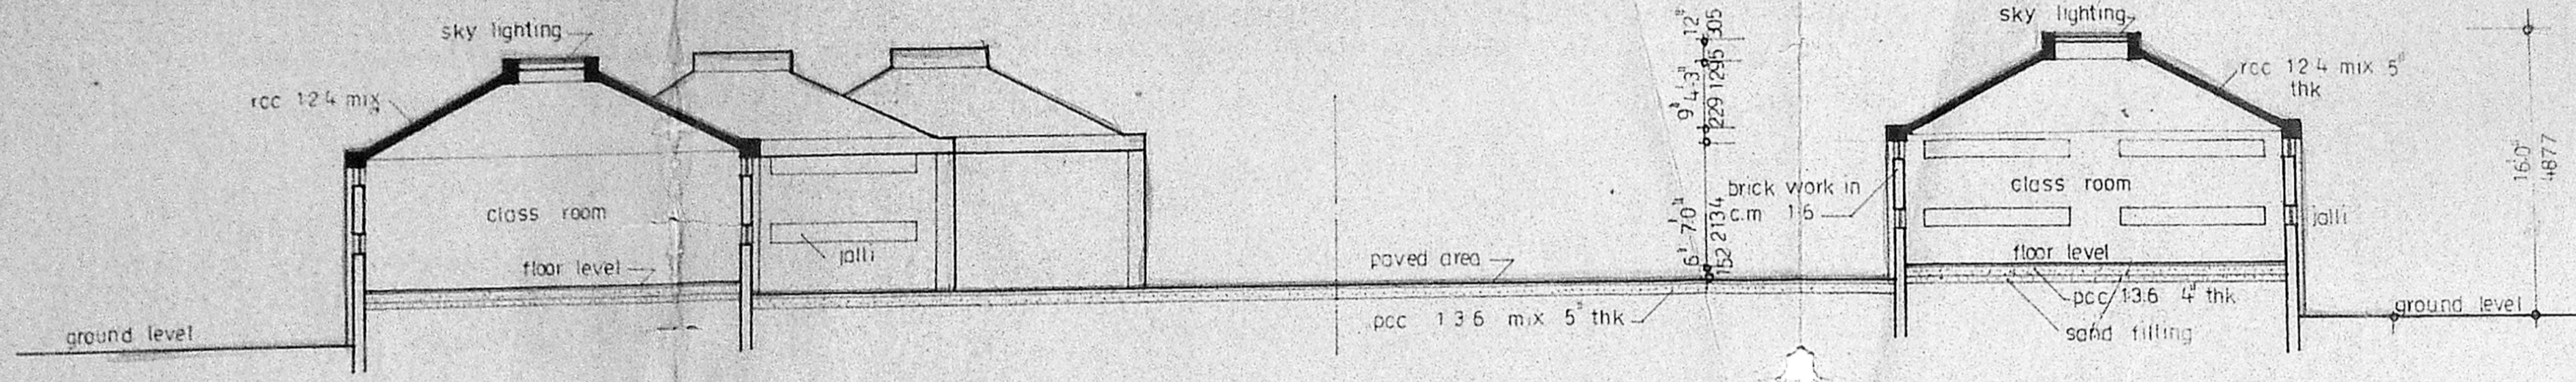 sky lighting
rcc 1 2 4 mix
class room
floor level
ground level
jalli
paved area
pcc 1 3 6 mix 5" thk
12"
305
4'-3"
1295
9"
229
7'0"
2134
6"
152
brick work in
c.m 1 6
sky lighting
rcc 1 2 4 mix 5"
thk
class room
jalli
floor level
pcc 1.3.6 4" thk
sand filling
ground level
16'0"
4877